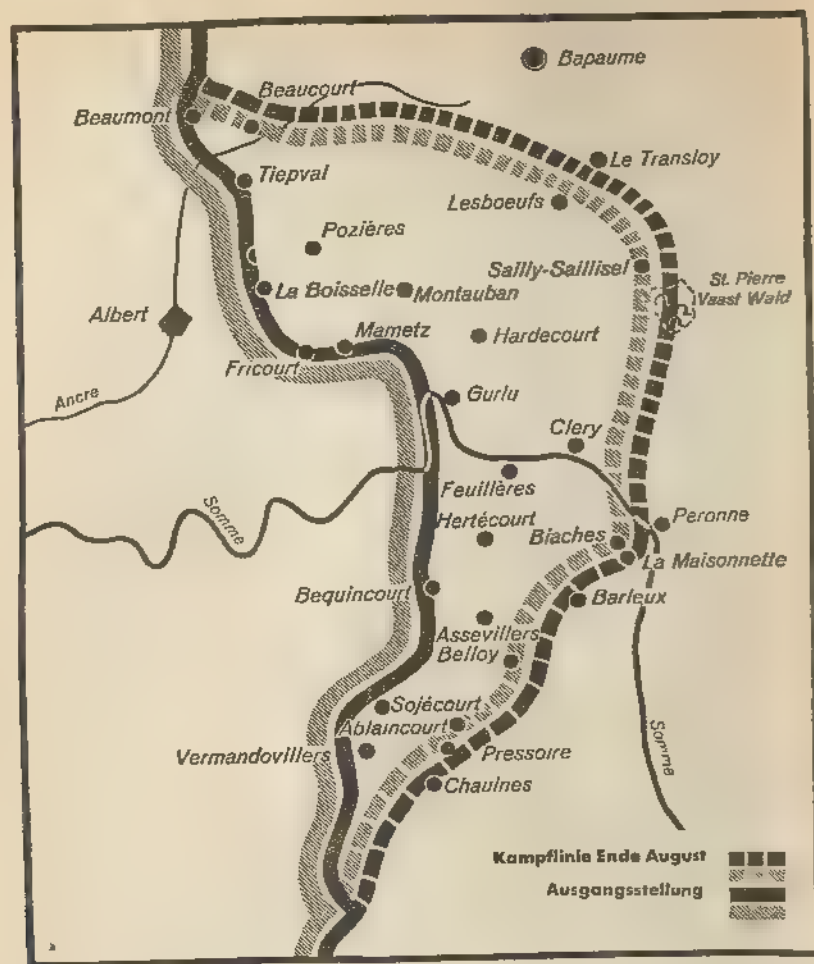 Bapaume
Beaucourt
Beaumont
Le Transloy
Tiepval
Lesboeufs
Pozières
Sailly-Saillisel
St. Pierre
Vaast Wald
La Boisselle
Montauban
Albert
Mametz
Hardecourt
Fricourt
Ancre
Gurlu
Clery
Feuillères
Somme
Hertécourt
Peronne
Biaches
La Maisonnette
Bequincourt
Barleux
Assevillers
Belloy
Sojécourt
Ablaincourt
Vermandovillers
Pressoire
Somme
Chaulnes
Kampflinie Ende August
Ausgangsstellung